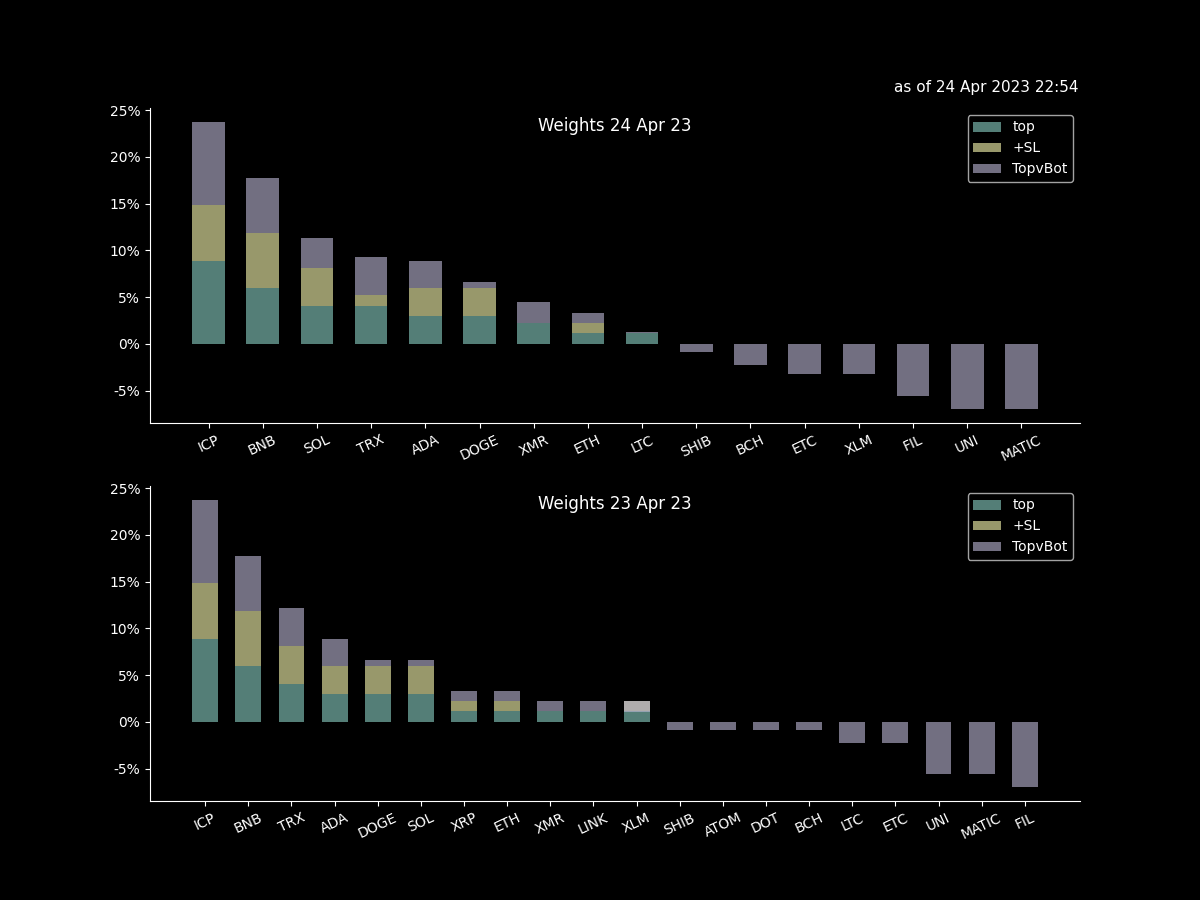 as of 24 Apr 2023 22:54
Weights 24 Apr 23
25%
20%
15%
10%
5%
0%
-5%
top
+SL
TopvBot
ICP BNB SOL TRX ADA DOGE XMR ETH LTC SHIB BCH ETC XLM FIL UNI MATIC
Weights 23 Apr 23
25%
20%
15%
10%
5%
0%
-5%
top
+SL
TopvBot
ICP BNB TRX ADA DOGE SOL XRP ETH XMR LINK XLM SHIB ATOM DOT BCH LTC ETC UNI MATIC FIL